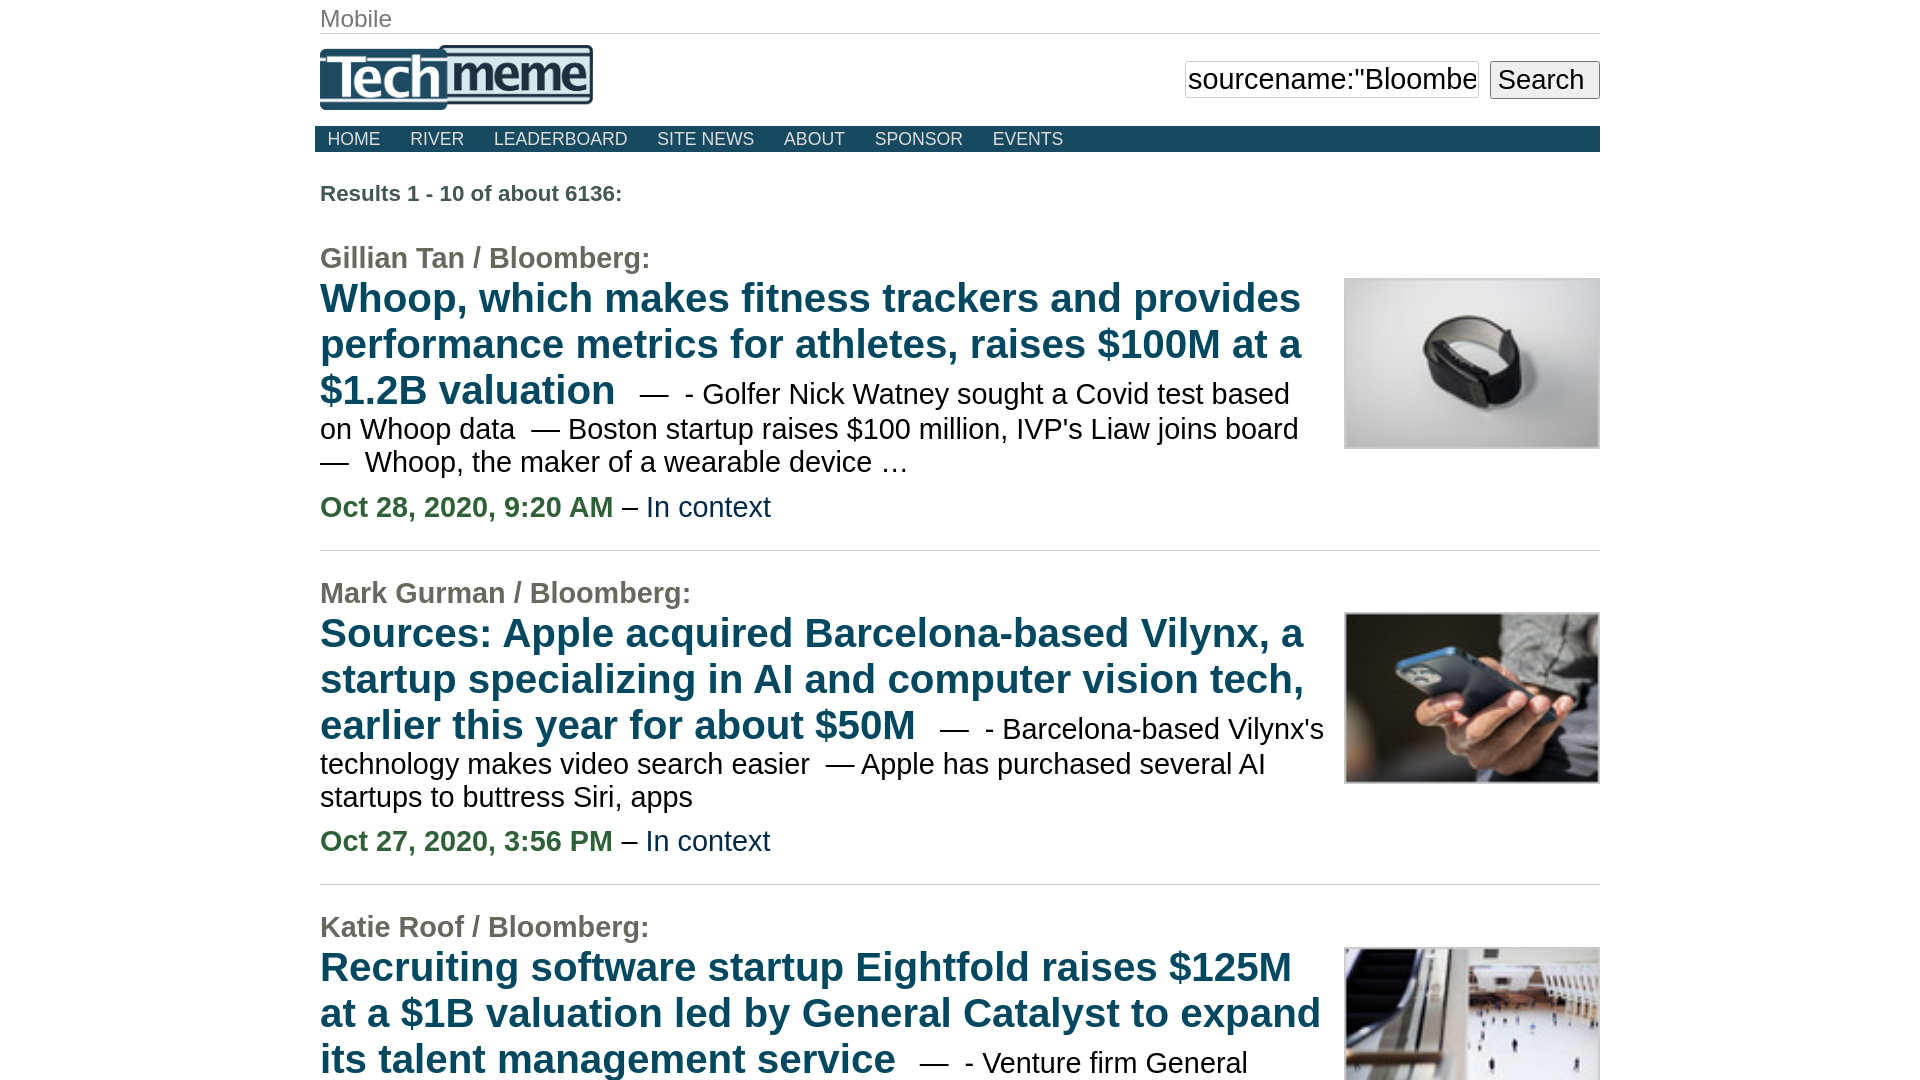 Mobile
Techmeme
sourcename:"Bloombe
Search
HOME RIVER LEADERBOARD SITE NEWS ABOUT SPONSOR EVENTS
Results 1 - 10 of about 6136:
Gillian Tan / Bloomberg:
Whoop, which makes fitness trackers and provides
performance metrics for athletes, raises $100M at a
$1.2B valuation — - Golfer Nick Watney sought a Covid test based
on Whoop data — Boston startup raises $100 million, IVP's Liaw joins board
— Whoop, the maker of a wearable device …
Oct 28, 2020, 9:20 AM – In context
Mark Gurman / Bloomberg:
Sources: Apple acquired Barcelona-based Vilynx, a
startup specializing in AI and computer vision tech,
earlier this year for about $50M — - Barcelona-based Vilynx's
technology makes video search easier — Apple has purchased several AI
startups to buttress Siri, apps
Oct 27, 2020, 3:56 PM – In context
Katie Roof / Bloomberg:
Recruiting software startup Eightfold raises $125M
at a $1B valuation led by General Catalyst to expand
its talent management service — - Venture firm General